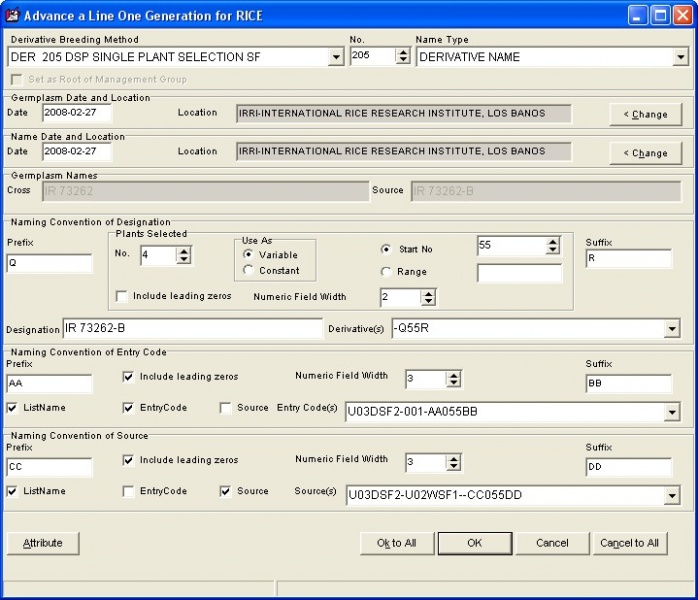 Advance a Line One Generation for RICE
Derivative Breeding Method No. Name Type
DER 205 DSP SINGLE PLANT SELECTION SF 205 DERIVATIVE NAME
Set as Root of Management Group
Germplasm Date and Location
Date 2008-02-27 Location IRRI-INTERNATIONAL RICE RESEARCH INSTITUTE, LOS BANOS < Change
Name Date and Location
Date 2008-02-27 Location IRRI-INTERNATIONAL RICE RESEARCH INSTITUTE, LOS BANOS < Change
Germplasm Names
Cross IR 73262 Source IR 73262-B
Naming Convention of Designation
Prefix Plants Selected Use As Start No 55 Suffix
Q No. 4 Variable R
Constant Range
Include leading zeros Numeric Field Width 2
Designation IR 73262-B Derivative(s) -Q55R
Naming Convention of Entry Code
Prefix Suffix
AA Include leading zeros Numeric Field Width 3 BB
ListName EntryCode Source Entry Code(s) U03DSF2-001-AA055BB
Naming Convention of Source
Prefix Suffix
CC Include leading zeros Numeric Field Width 3 DD
ListName EntryCode Source Source(s) U03DSF2-U02WSF1--CC055DD
Attribute Ok to All OK Cancel Cancel to All